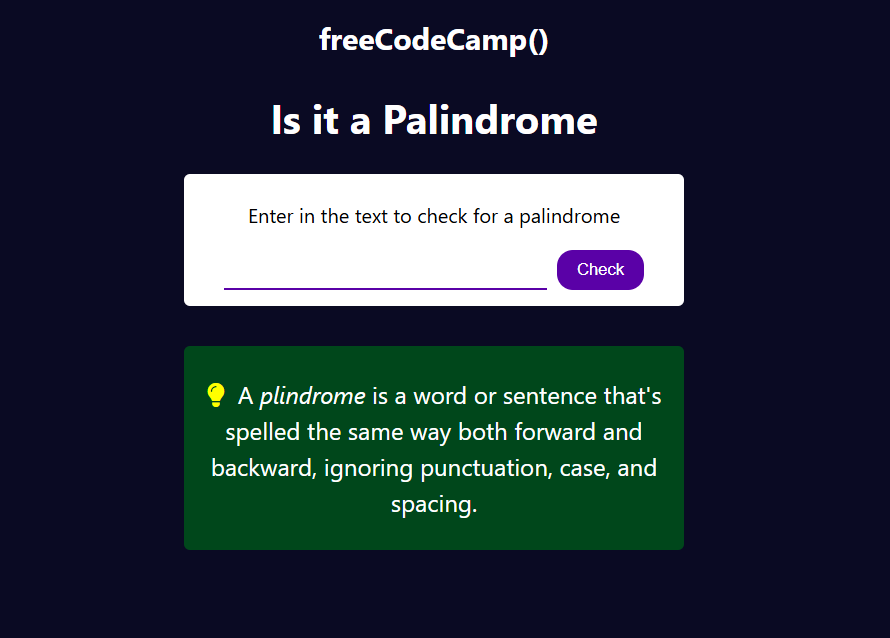 freeCodeCamp()
Is it a Palindrome
Enter in the text to check for a palindrome
Check
A plindrome is a word or sentence that's
spelled the same way both forward and
backward, ignoring punctuation, case, and
spacing.